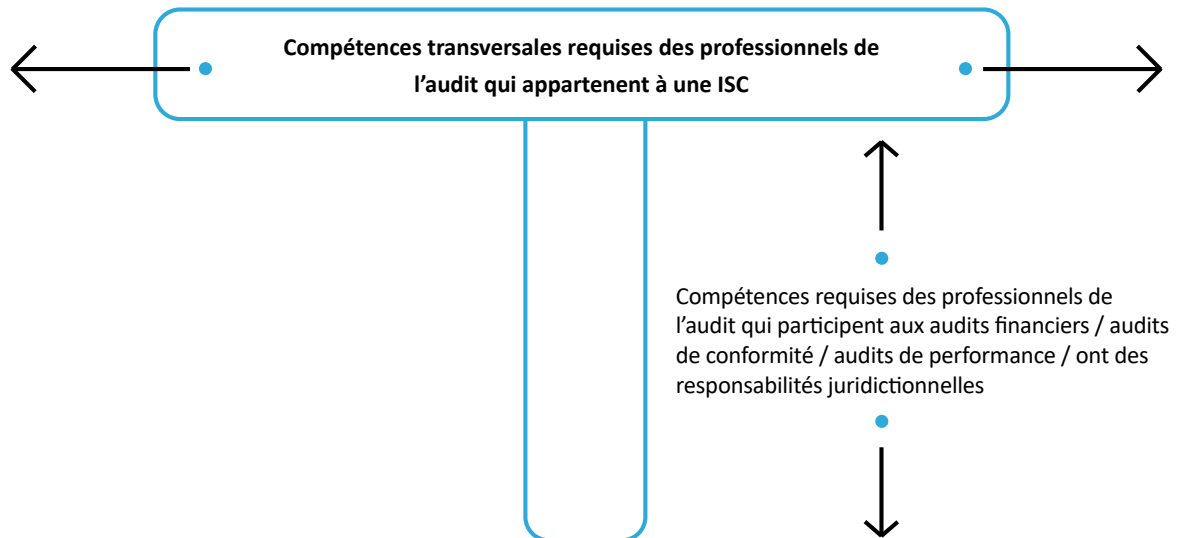 Compétences transversales requises des professionnels de
l’audit qui appartenent à une ISC
Compétences requises des professionnels de
l’audit qui participent aux audits financiers / audits
de conformité / audits de performance / ont des
responsabilités juridictionnelles